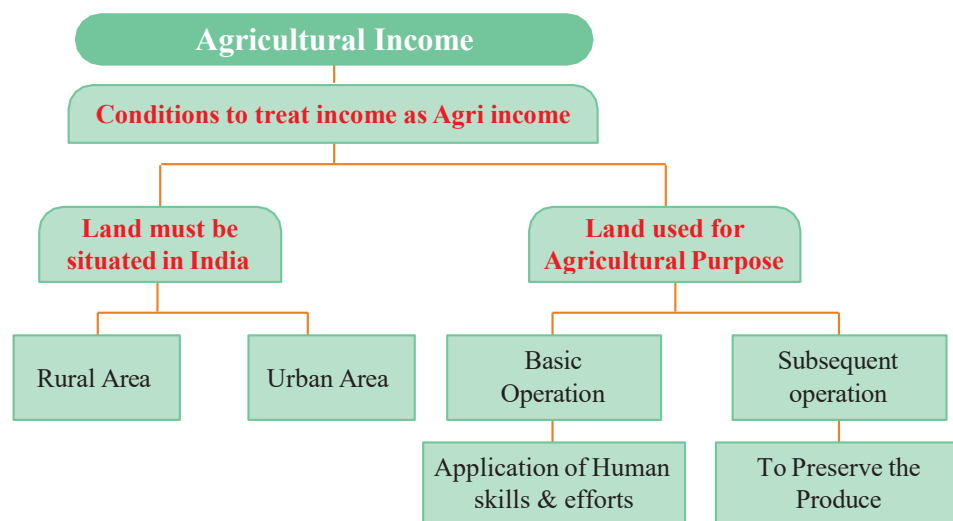 Agricultural Income
Conditions to treat income as Agri income
Land must be
situated in India
Land used for
Agricultural Purpose
Rural Area
Urban Area
Basic
Operation
Subsequent
operation
Application of Human
skills & efforts
To Preserve the
Produce